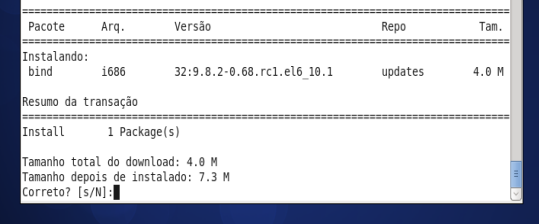 ================================================================================
Pacote Arq. Versão Repo Tam.
================================================================================
Instalando:
bind i686 32:9.8.2-0.68.rc1.el6_10.1 updates 4.0 M
Resumo da transação
================================================================================
Install 1 Package(s)
Tamanho total do download: 4.0 M
Tamanho depois de instalado: 7.3 M
Correto? [s/N]: